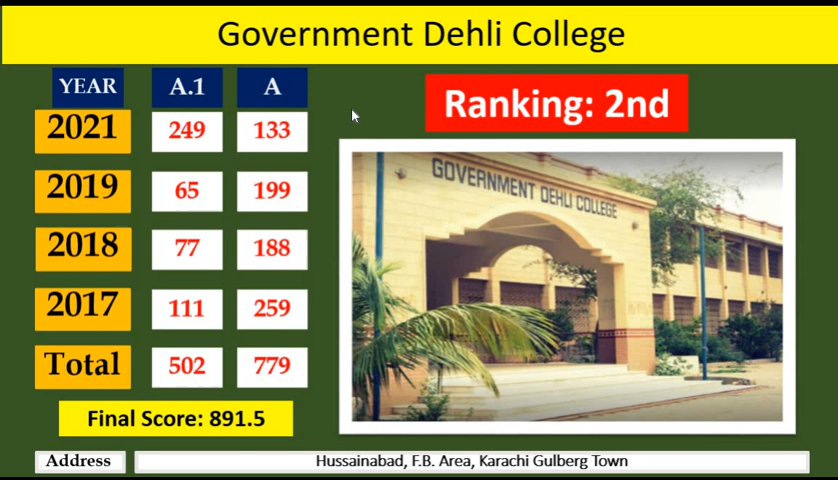 Government Dehli College
YEAR A.1 A
2021 249 133
2019 65 199
2018 77 188
2017 111 259
Total 502 779
Final Score: 891.5
Ranking: 2nd
GOVERNMENT DEHLI COLLEGE
Address Hussainabad, F.B. Area, Karachi Gulberg Town